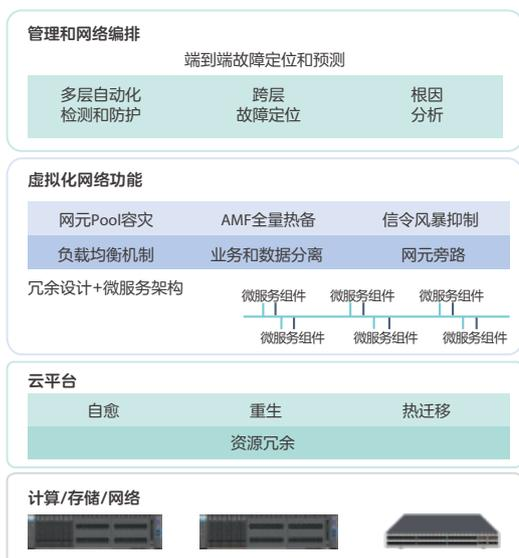 管理和网络编排
端到端故障定位和预测
多层自动化
检测和防护
跨层
故障定位
根因
分析
虚拟化网络功能
网元Pool容灾
AMF全量热备
信令风暴抑制
负载均衡机制
业务和数据分离
网元旁路
冗余设计+微服务架构
微服务组件
微服务组件
微服务组件
微服务组件
微服务组件
微服务组件
云平台
自愈
重生
热迁移
资源冗余
计算/存储/网络